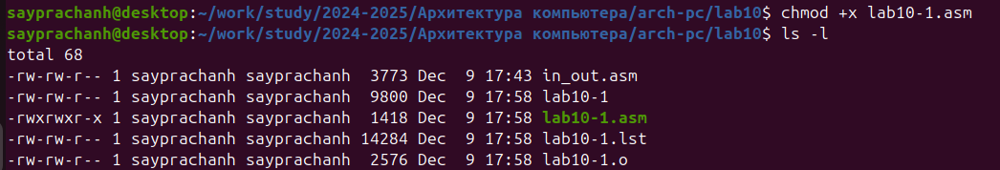 sayprachanh@desktop:~/work/study/2024-2025/Архитектура компьютера/arch-pc/lab10$ chmod +x lab10-1.asm
sayprachanh@desktop:~/work/study/2024-2025/Архитектура компьютера/arch-pc/lab10$ ls -l
total 68
-rw-rw-r-- 1 sayprachanh sayprachanh  3773 Dec  9 17:43 in_out.asm
-rw-rw-r-- 1 sayprachanh sayprachanh  9800 Dec  9 17:58 lab10-1
-rwxrwxr-x 1 sayprachanh sayprachanh  1418 Dec  9 17:58 lab10-1.asm
-rw-rw-r-- 1 sayprachanh sayprachanh 14284 Dec  9 17:58 lab10-1.lst
-rw-rw-r-- 1 sayprachanh sayprachanh  2576 Dec  9 17:58 lab10-1.o